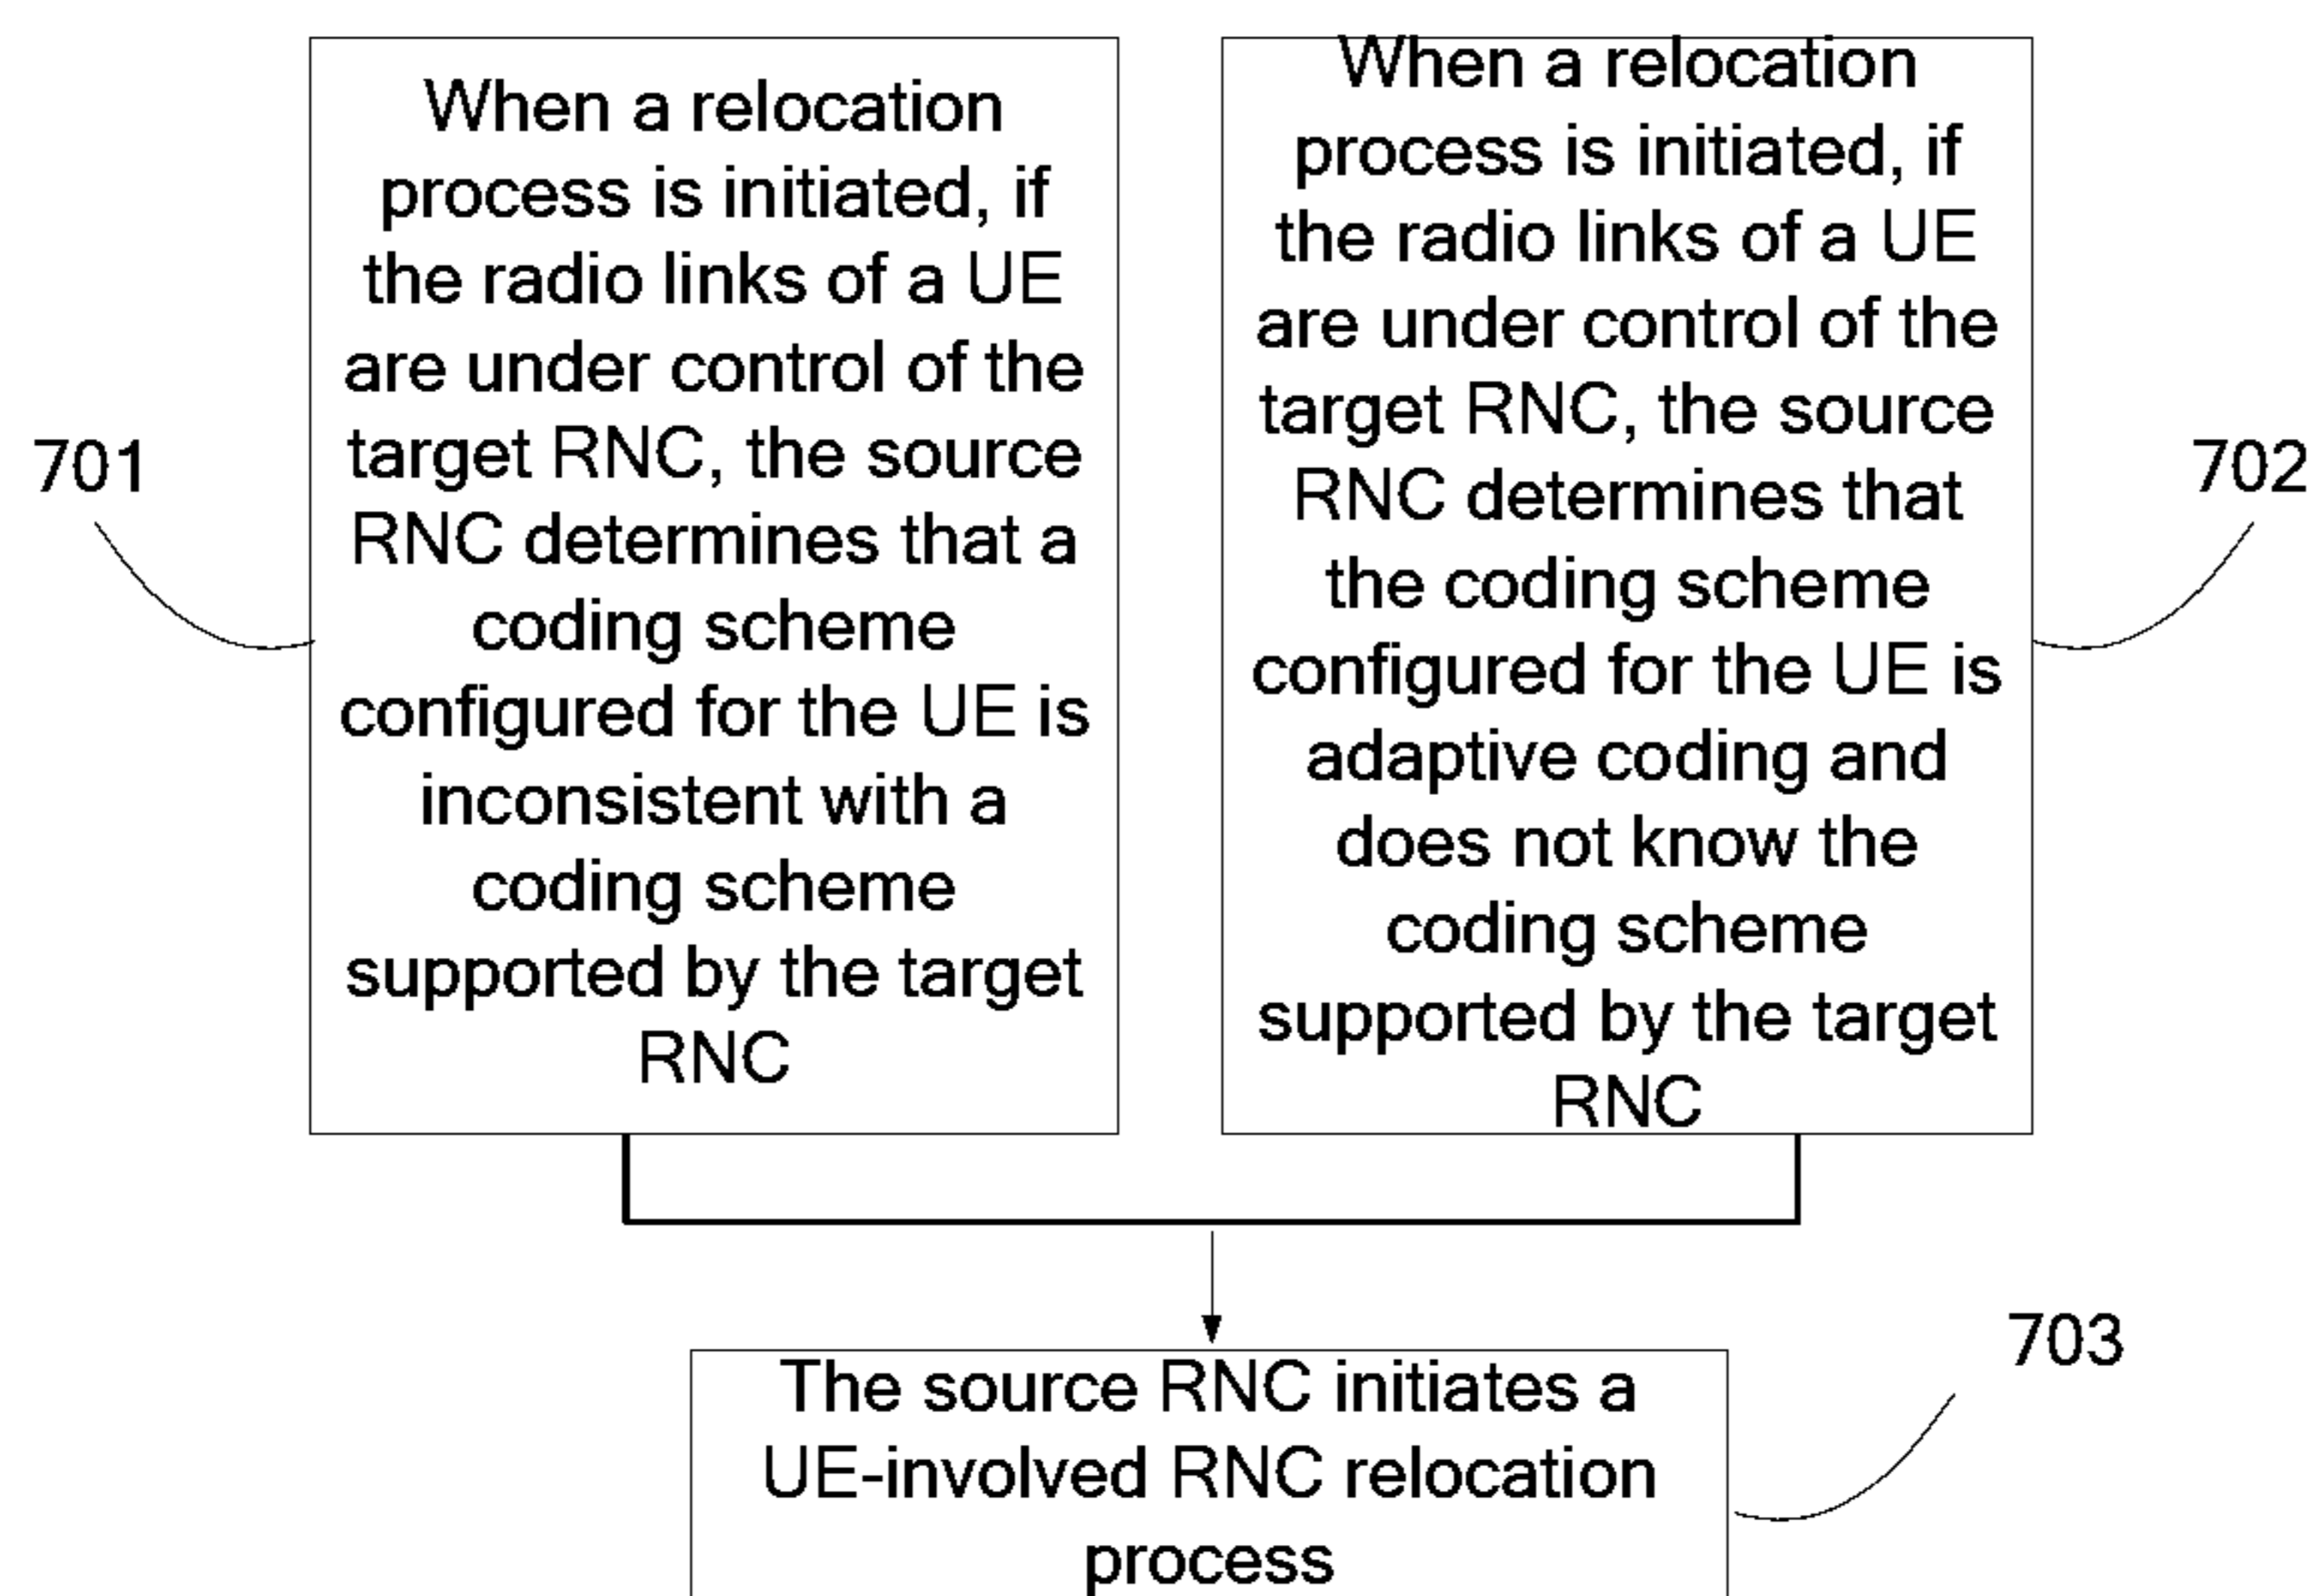 701
When a relocation
process is initiated, if
the radio links of a UE
are under control of the
target RNC, the source
RNC determines that a
coding scheme
configured for the UE is
inconsistent with a
coding scheme
supported by the target
RNC
When a relocation
process is initiated, if
the radio links of a UE
are under control of the
target RNC, the source
RNC determines that
the coding scheme
configured for the UE is
adaptive coding and
does not know the
coding scheme
supported by the target
RNC
702
The source RNC initiates a
UE-involved RNC relocation
process
703